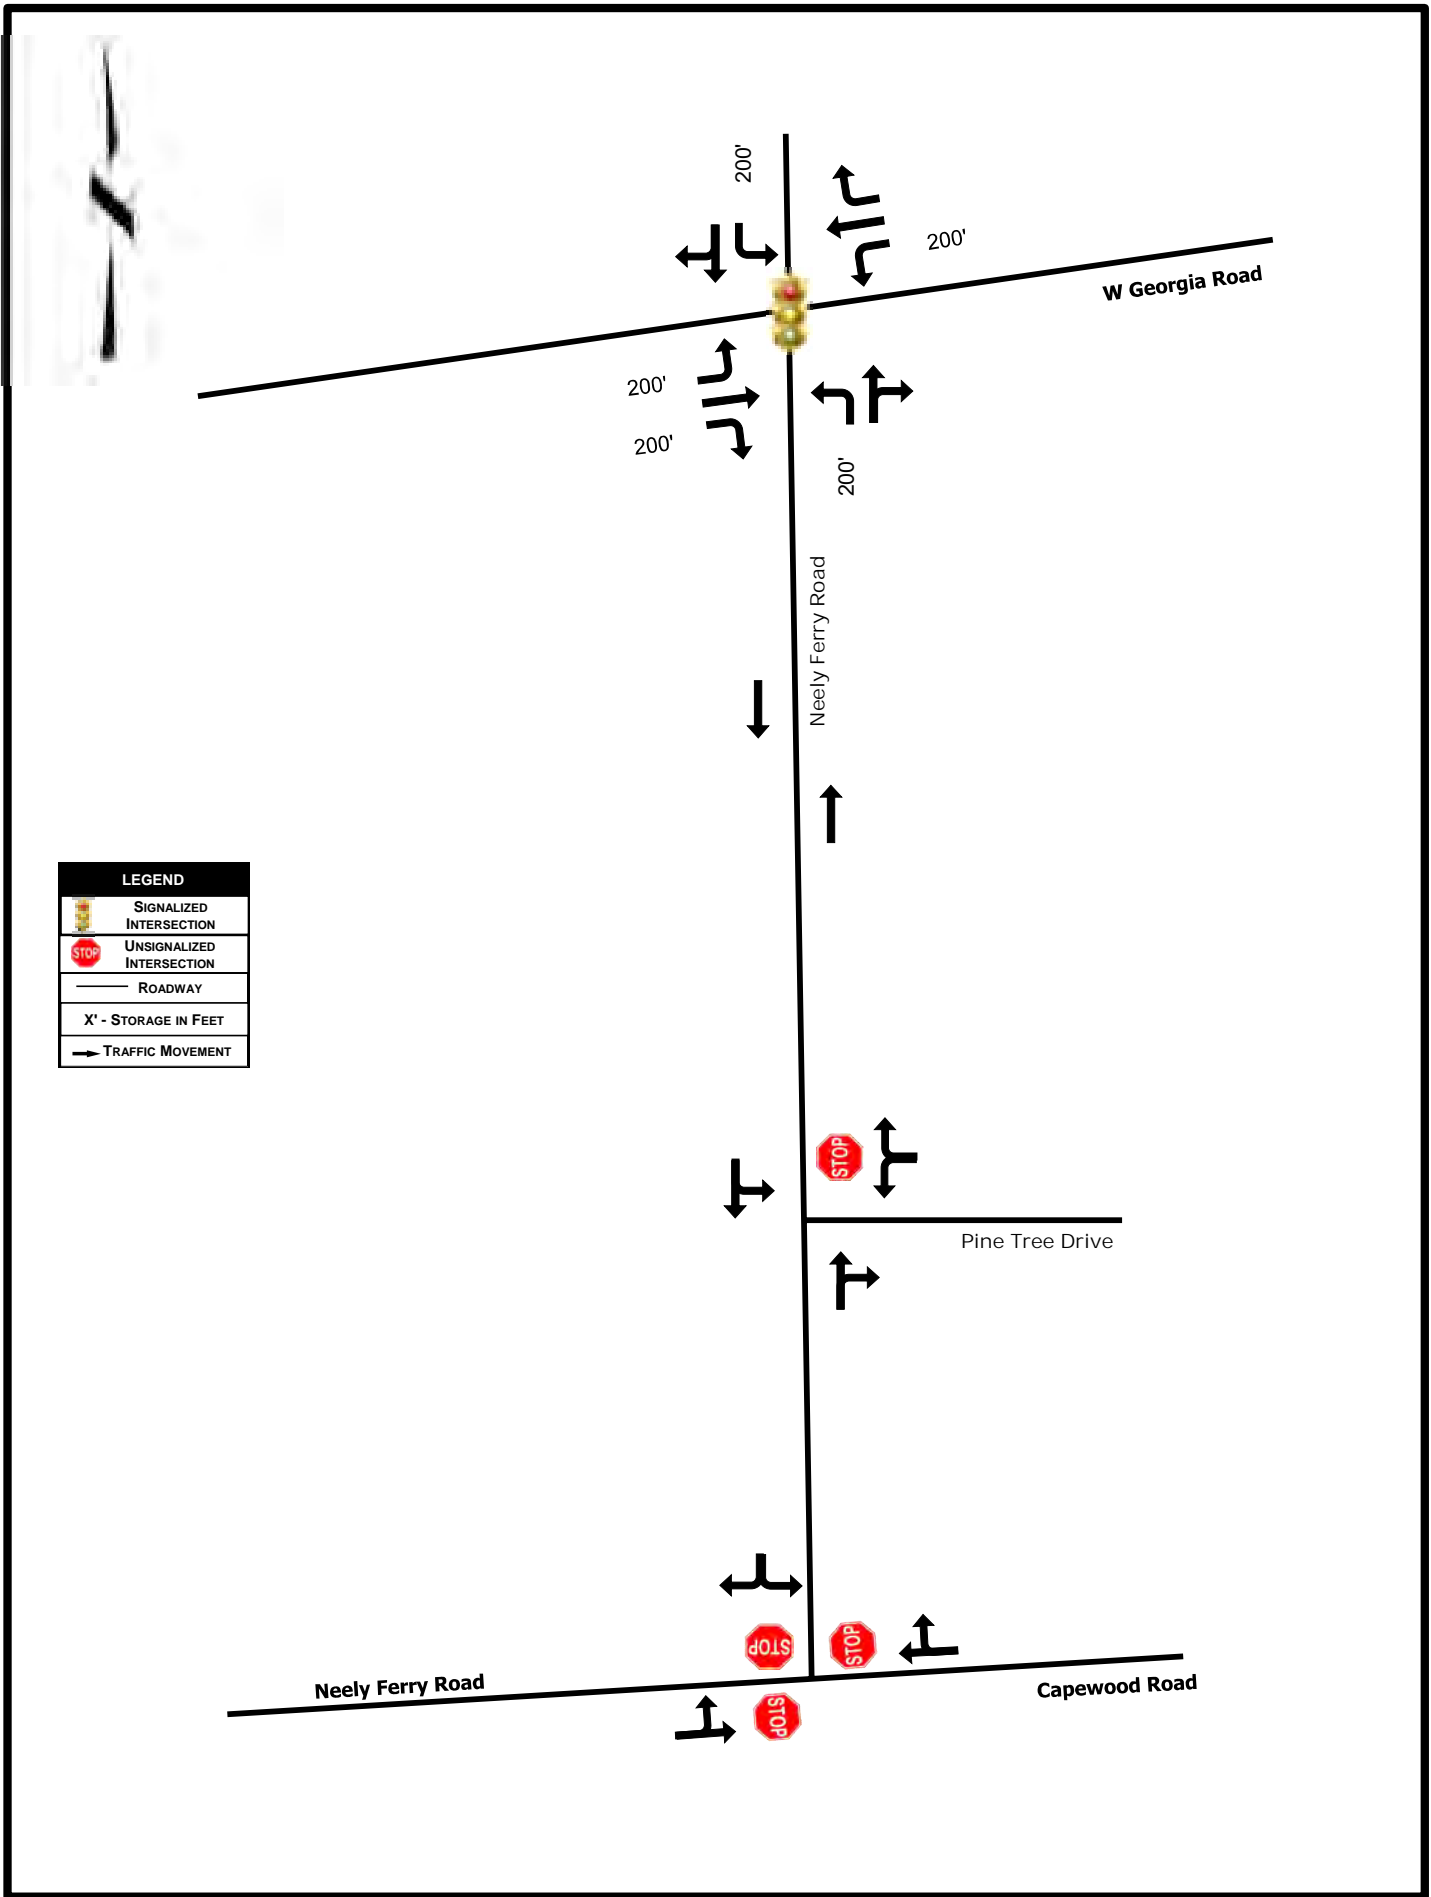 200'
200'
W Georgia Road
200'
200'
200'
Neely Ferry Road
LEGEND
SIGNALIZED
INTERSECTION
STOP
UNSIGNALIZED
INTERSECTION
ROADWAY
X' - STORAGE IN FEET
TRAFFIC MOVEMENT
STOP
Pine Tree Drive
STOP
STOP
Neely Ferry Road
Capewood Road
STOP